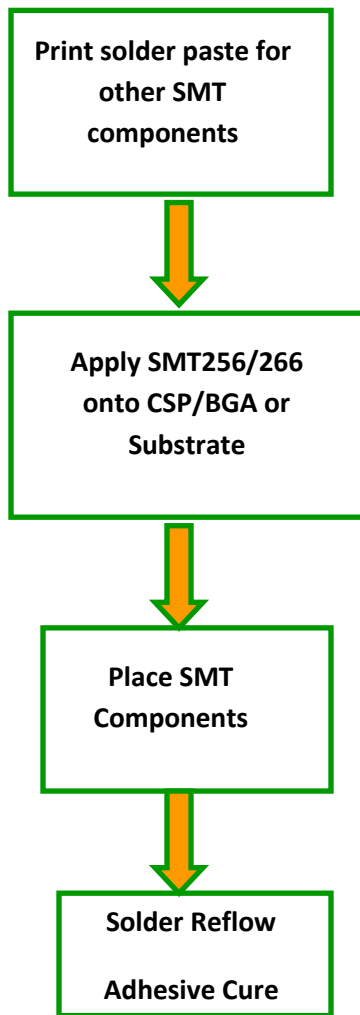 Print solder paste for
other SMT
components
Apply SMT256/266
onto CSP/BGA or
Substrate
Place SMT
Components
Solder Reflow
Adhesive Cure